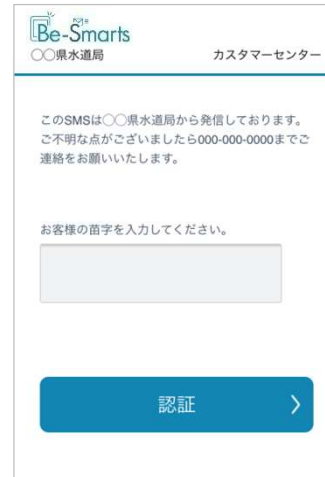 Be-Smarts
○○県水道局
カスタマーセンター
このSMSは○○県水道局から発信しております。
ご不明な点がございましたら000-000-0000までご
連絡をお願いいたします。
お客様の苗字を入力してください。
認証